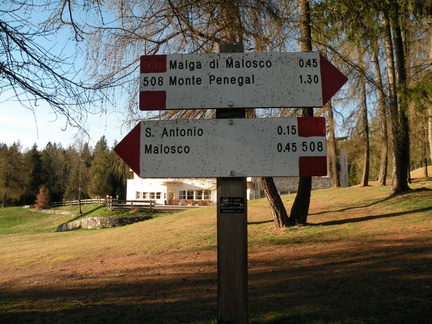 Malga di Malosco 0.45
508 Monte Penegal 1.30
S. Antonio 0.15
Malosco 0.45 508